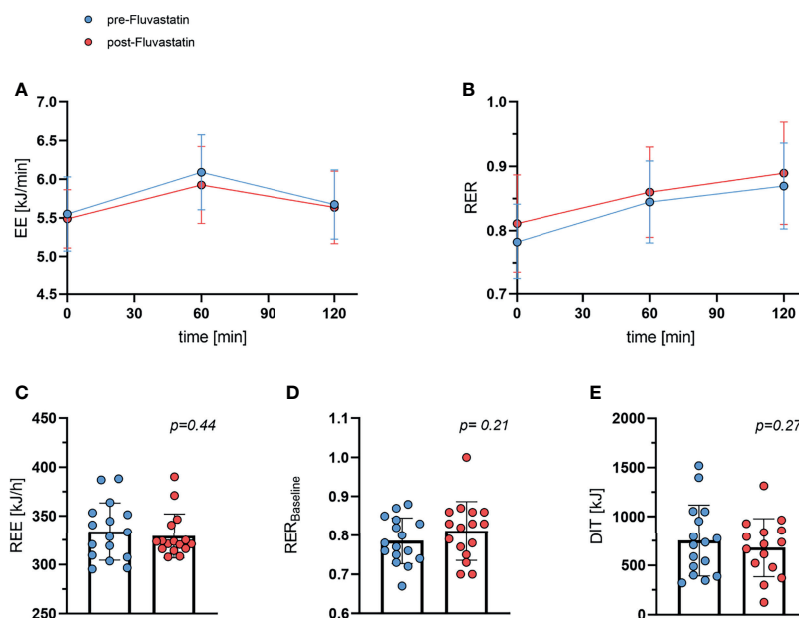 pre-Fluvastatin
post-Fluvastatin
A
EE [kJ/min]
7.0
6.5
6.0
5.5
5.0
4.5
0
30
60
90
120
time [min]
B
RER
1.0
0.9
0.8
0.7
0
30
60
90
120
time [min]
C
REE [kJ/h]
450
400
350
300
250
p=0.44
D
RERBaseline
1.1
1.0
0.9
0.8
0.7
0.6
p= 0.21
E
DIT [kJ]
2000
1500
1000
500
0
p=0.27